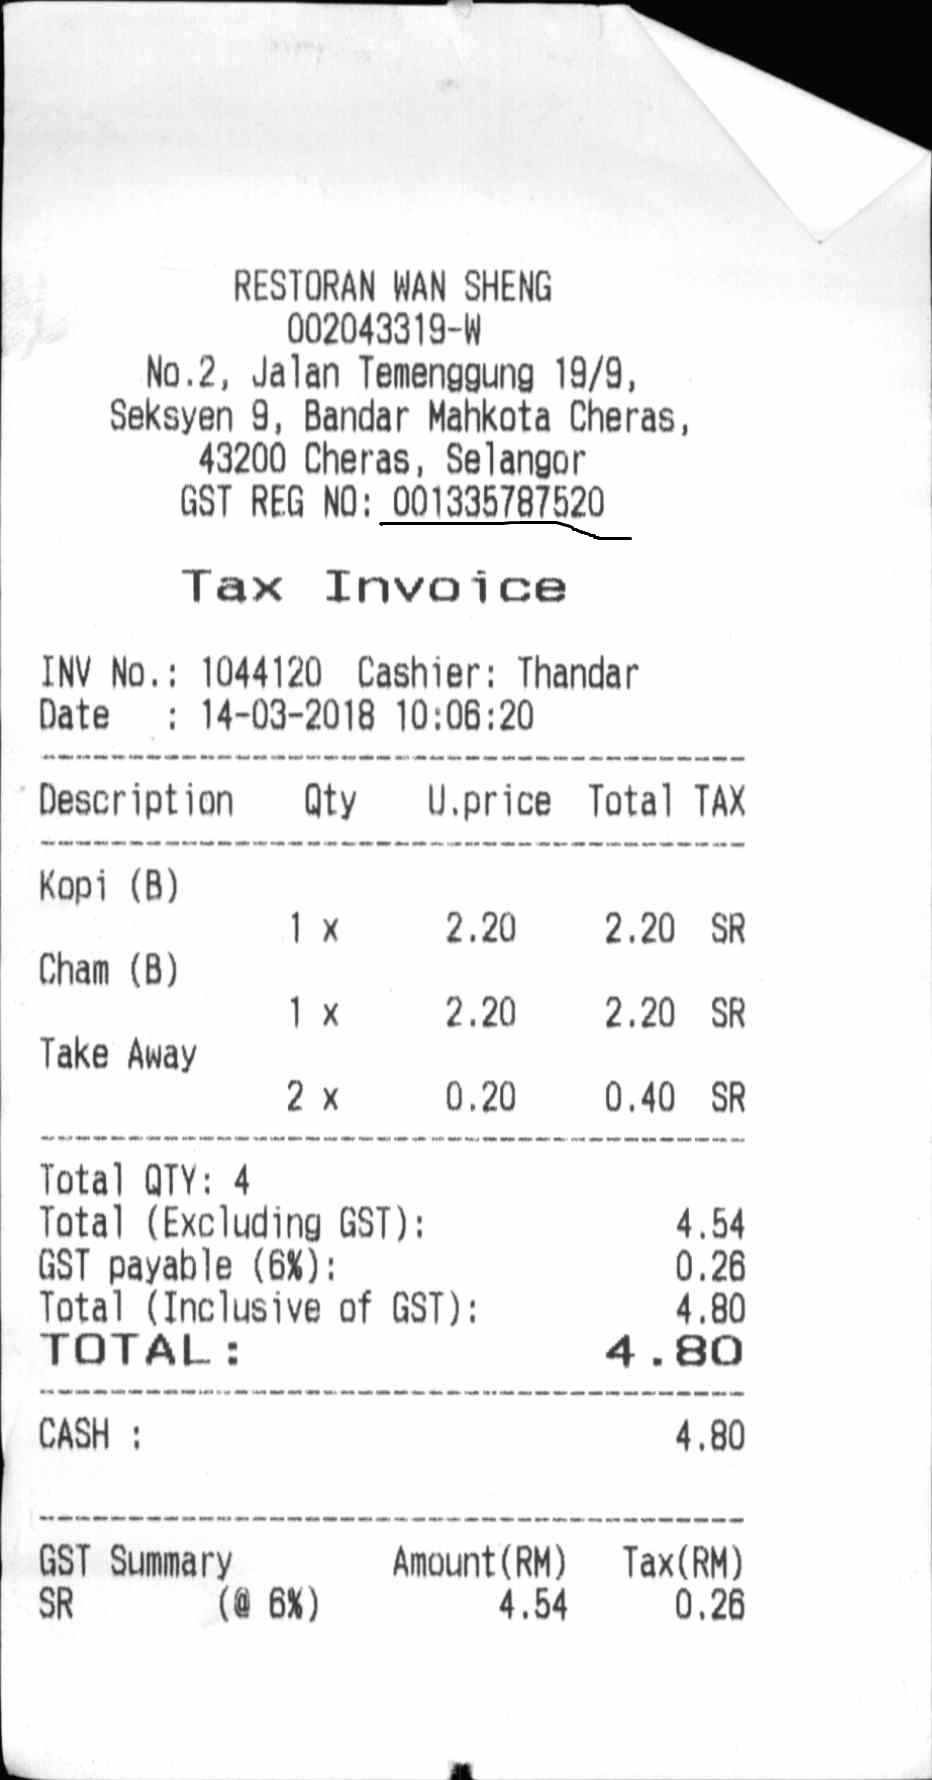 RESTORAN WAN SHENG
002043319-W
No.2, Jalan Temenggung 19/9,
Seksyen 9, Bandar Mahkota Cheras,
43200 Cheras, Selangor
GST REG NO: 001335787520
Tax Invoice
INV No.: 1044120 Cashier: Thandar
Date : 14-03-2018 10:06:20
Description Qty U.price Total TAX
Kopi (B)
1 x 2.20 2.20 SR
Cham (B)
1 x 2.20 2.20 SR
Take Away
2 x 0.20 0.40 SR
Total QTY: 4
Total (Excluding GST): 4.54
GST payable (6%): 0.26
Total (Inclusive of GST): 4.80
TOTAL: 4.80
CASH : 4.80
GST Summary Amount(RM) Tax(RM)
SR (@ 6%) 4.54 0.26